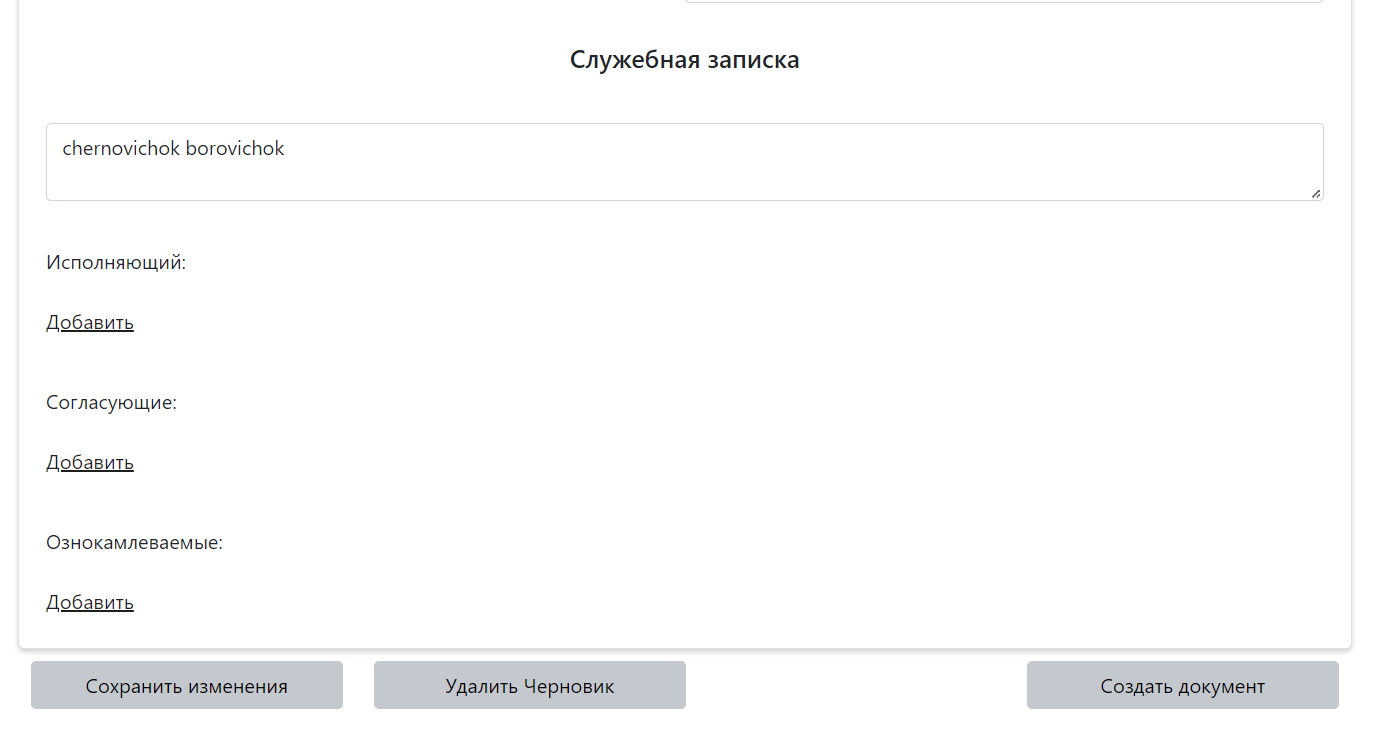 Служебная записка
chernovichok borovichok
Исполняющий:
Добавить
Согласующие:
Добавить
Ознокамлеваемые:
Добавить
Сохранить изменения
Удалить Черновик
Создать документ